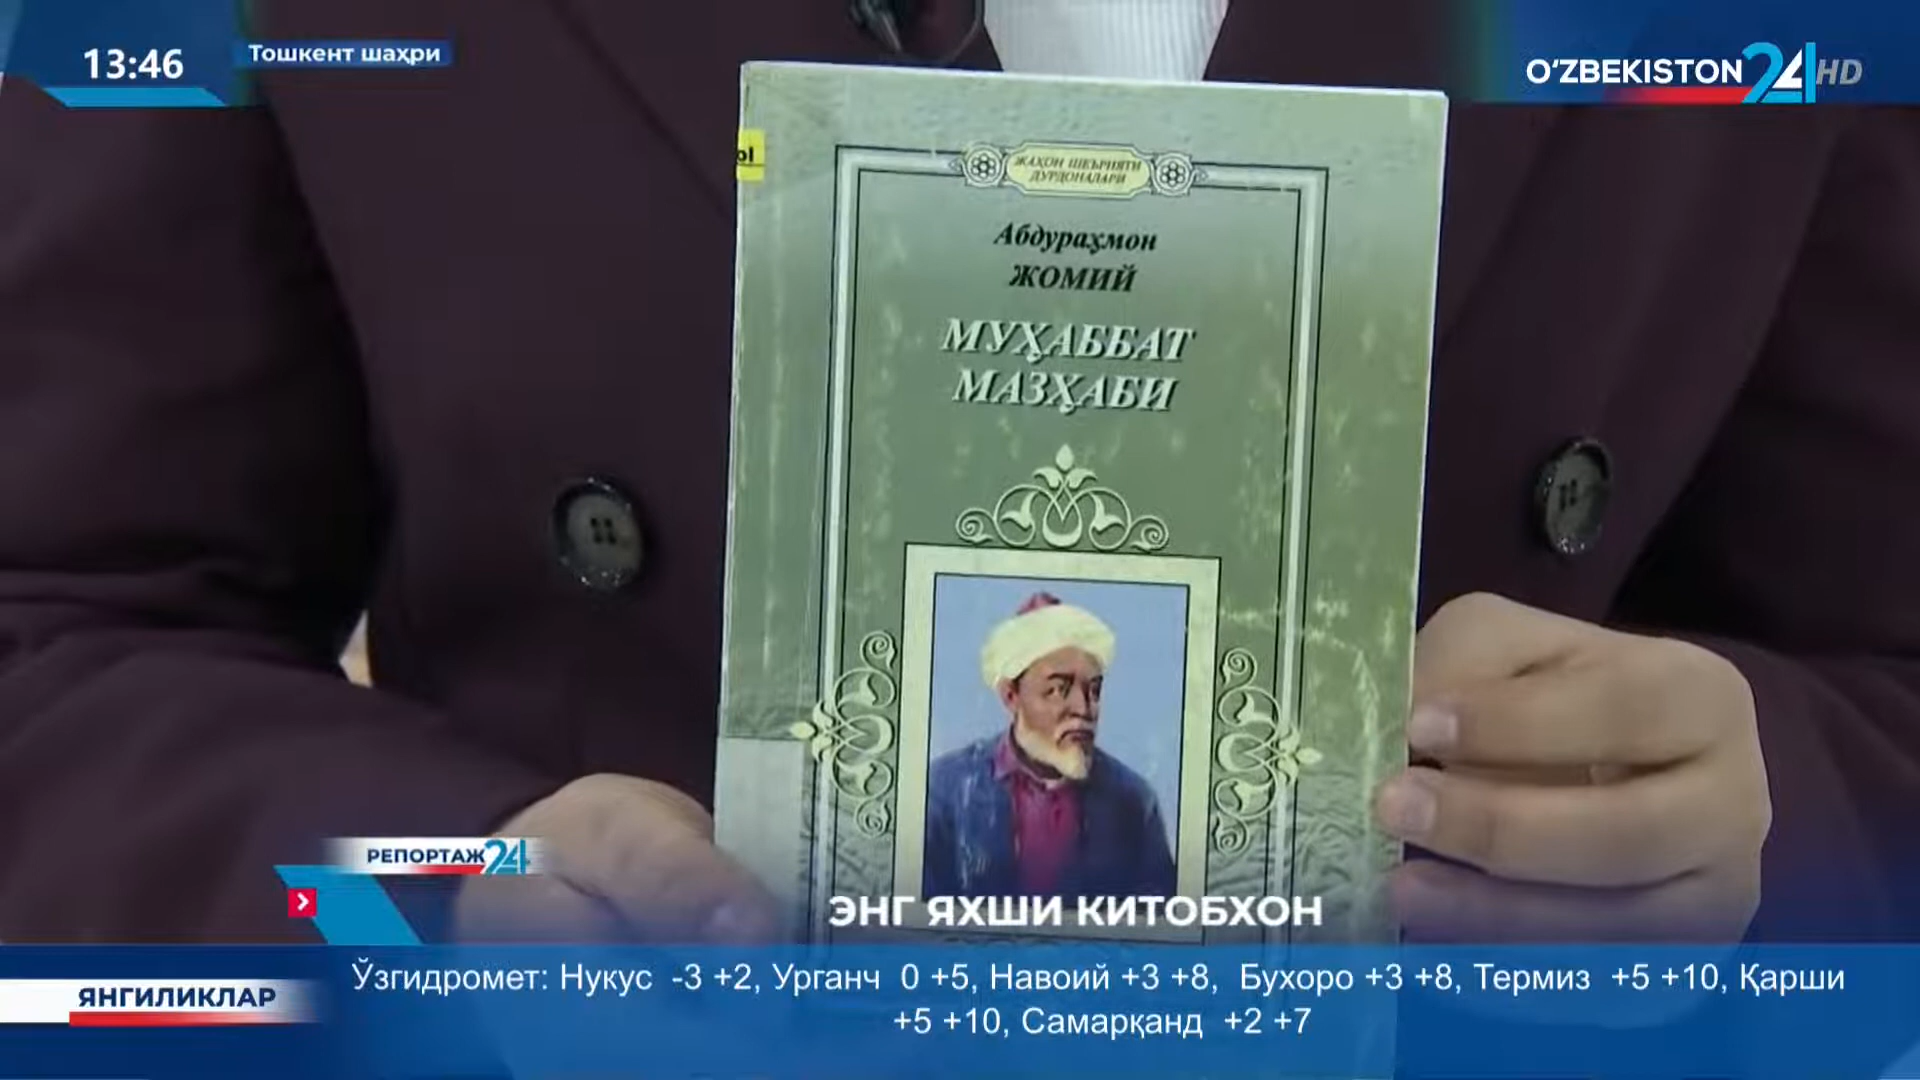 13:46
Тошкент шаҳри
O‘ZBEKISTON 24 HD
ol
ЖАҲОН ШЕЪРИЯТИ
ДУРДОНАЛАРИ
Абдураҳмон
ЖОМИЙ
МУҲАББАТ
МАЗҲАБИ
РЕПОРТАЖ 24
ЭНГ ЯХШИ КИТОБХОН
ЯНГИЛИКЛАР
Ўзгидромет: Нукус -3 +2, Урганч 0 +5, Навоий +3 +8, Бухоро +3 +8, Термиз +5 +10, Қарши
+5 +10, Самарқанд +2 +7